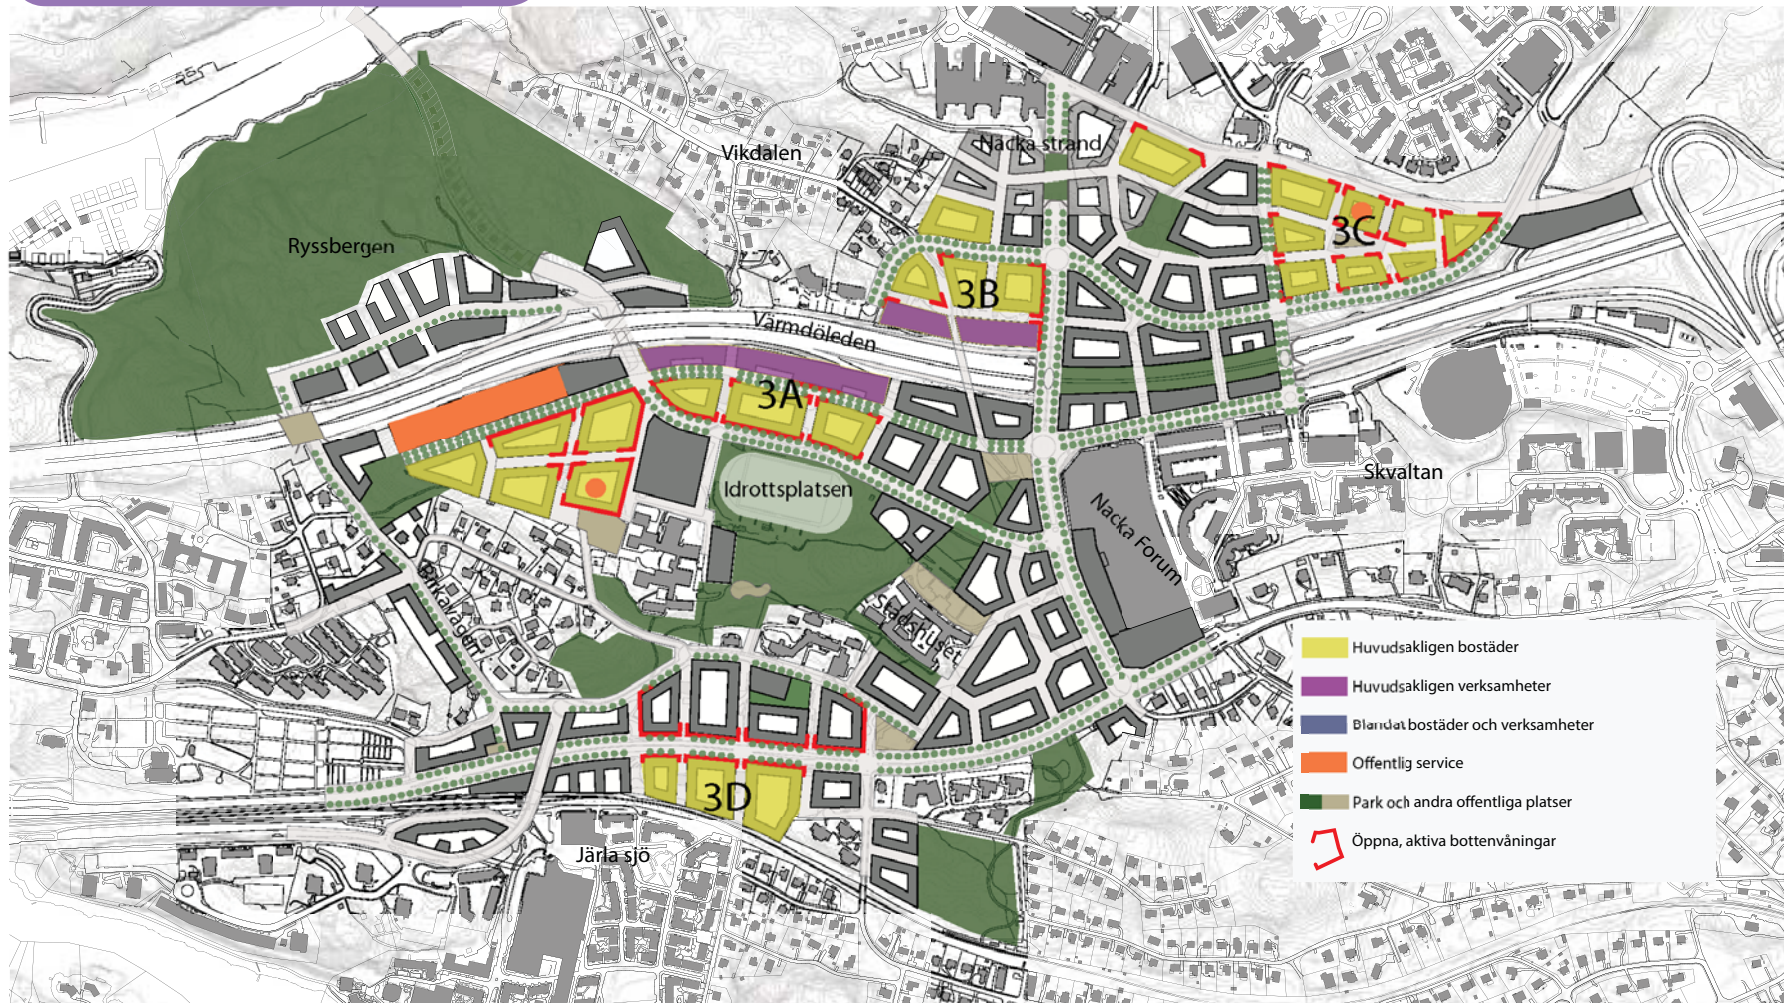 Nacka strand
Vikdalen
Ryssbergen
3C
3B
Värmdöleden
3A
Skvaltan
Idrottsplatsen
Nacka Forum
Birkavägen
Stadshuset
3D
Järla sjö
Huvudsakligen bostäder
Huvudsakligen verksamheter
Blandat bostäder och verksamheter
Offentlig service
Park och andra offentliga platser
Öppna, aktiva bottenvåningar